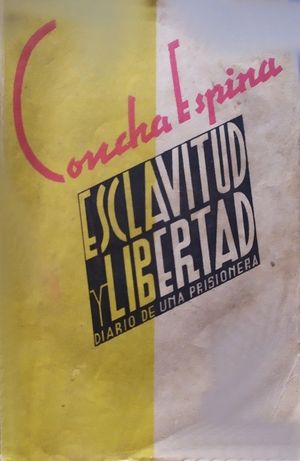 Concha Espina
ESCLAVITUD
Y LIBERTAD
DIARIO DE UNA PRISIONERA